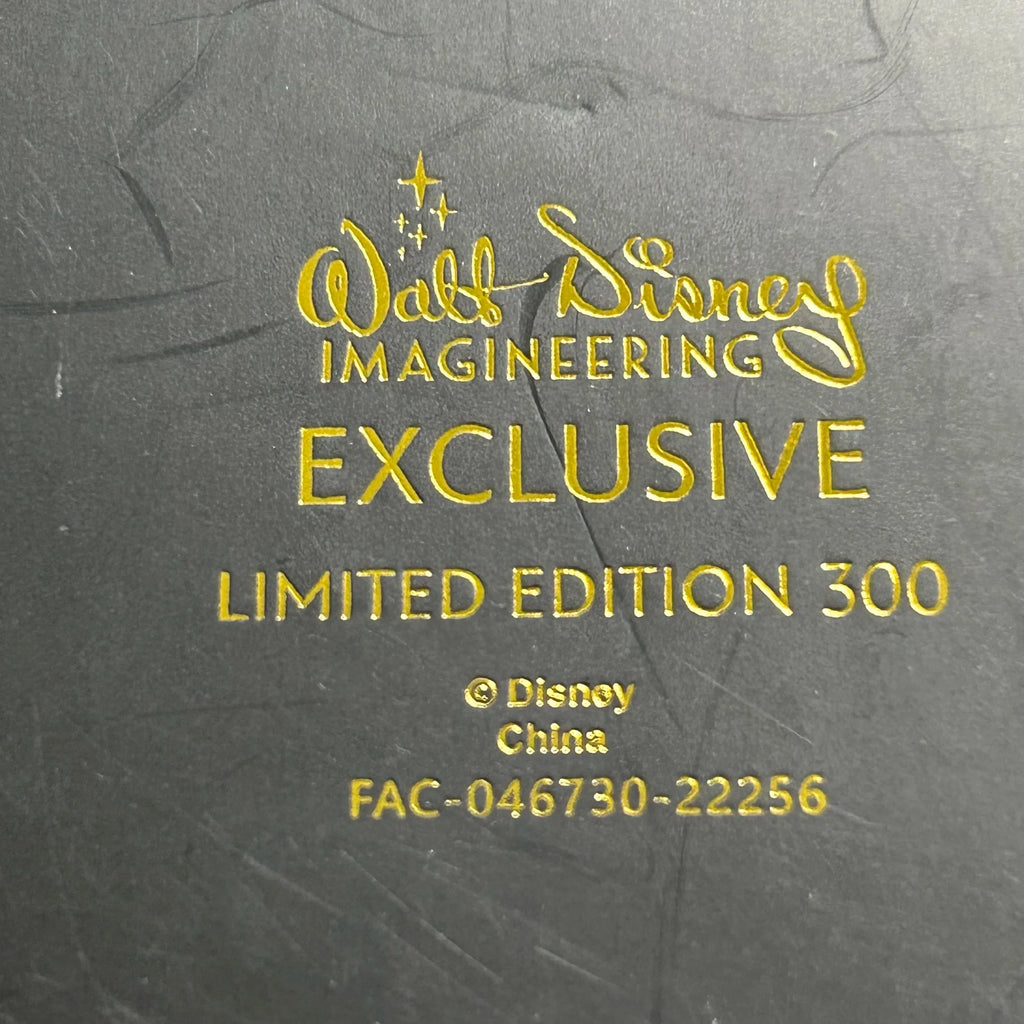 Walt Disney
IMAGINEERING
EXCLUSIVE
LIMITED EDITION 300
© Disney
China
FAC-046730-22256